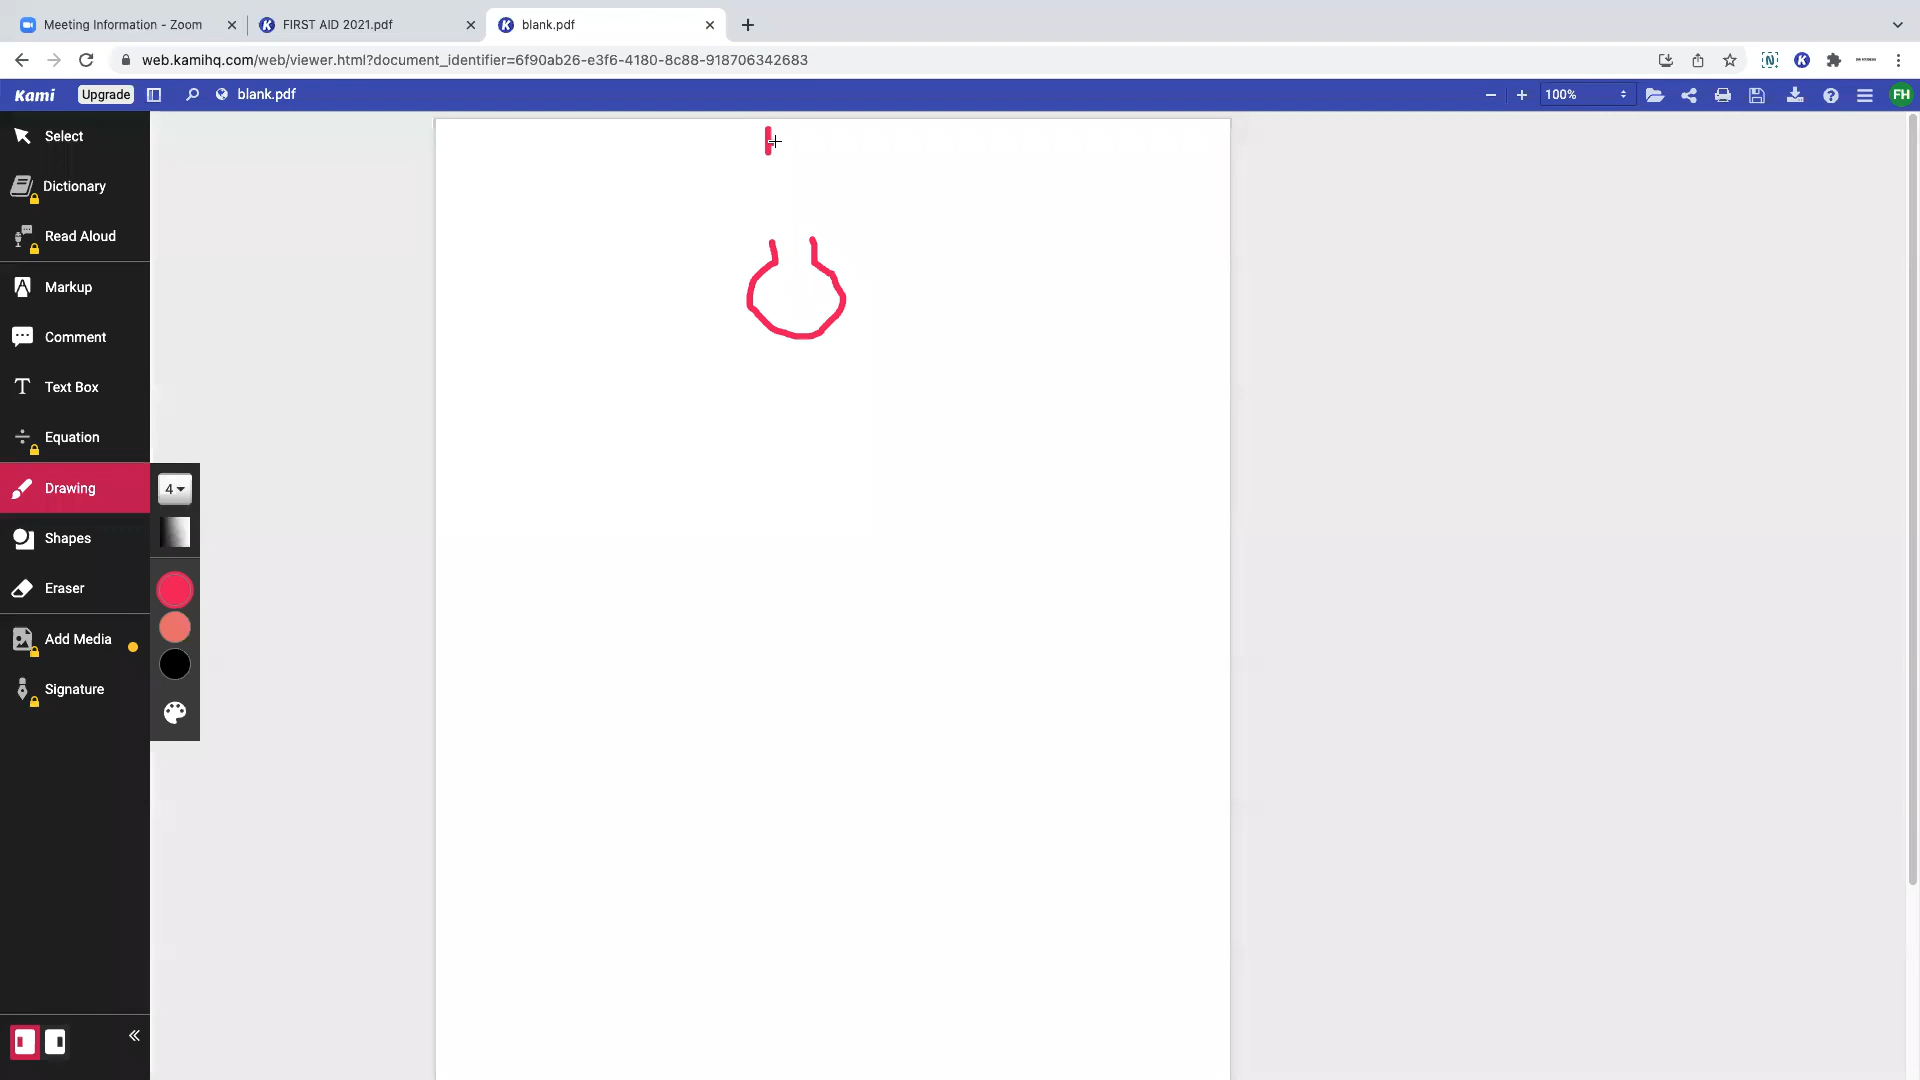 Meeting Information - Zoom
FIRST AID 2021.pdf
blank.pdf
web.kamihq.com/web/viewer.html?document_identifier=6f90ab26-e3f6-4180-8c88-918706342683
Kami
Upgrade
blank.pdf
100%
FH
Select
Dictionary
Read Aloud
Markup
Comment
Text Box
Equation
Drawing
4
Shapes
Eraser
Add Media
Signature